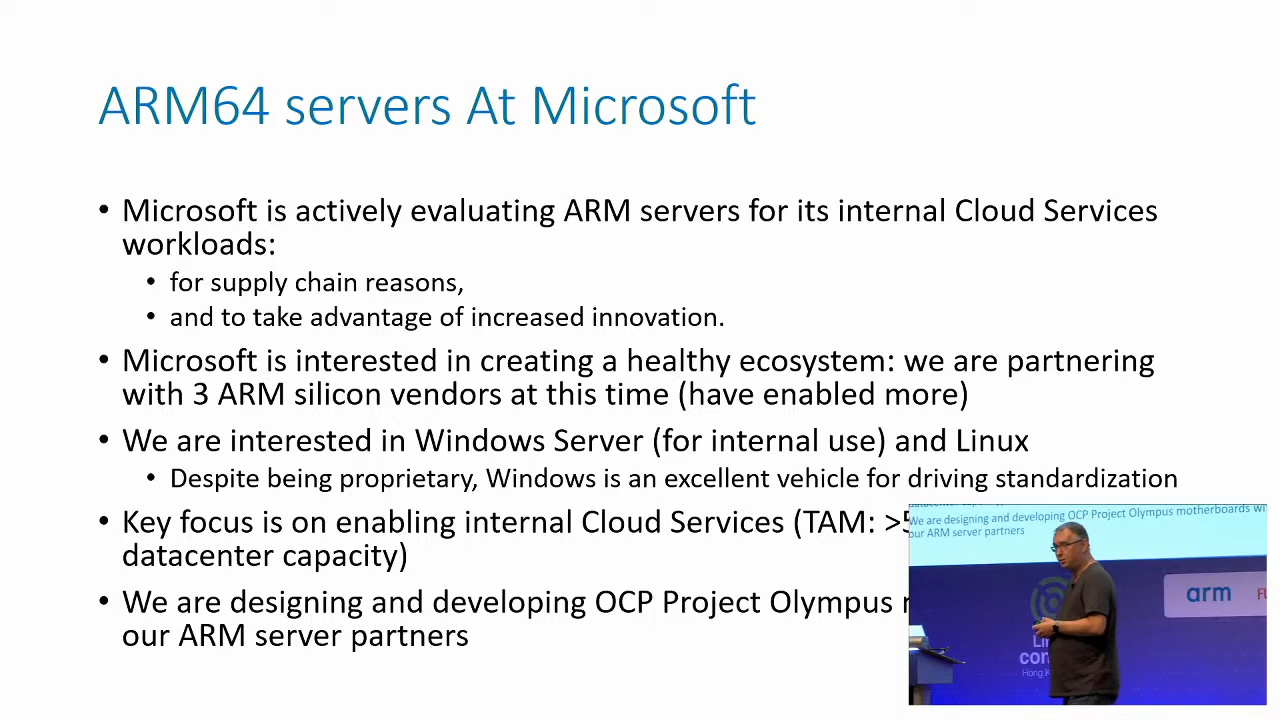 ARM64 servers At Microsoft
• Microsoft is actively evaluating ARM servers for its internal Cloud Services
workloads:
• for supply chain reasons,
• and to take advantage of increased innovation.
• Microsoft is interested in creating a healthy ecosystem: we are partnering
with 3 ARM silicon vendors at this time (have enabled more)
• We are interested in Windows Server (for internal use) and Linux
• Despite being proprietary, Windows is an excellent vehicle for driving standardization
• Key focus is on enabling internal Cloud Services (TAM: >
datacenter capacity)
• We are designing and developing OCP Project Olympus
our ARM server partners
We are designing and developing OCP Project Olympus motherboards
our ARM server partners
arm